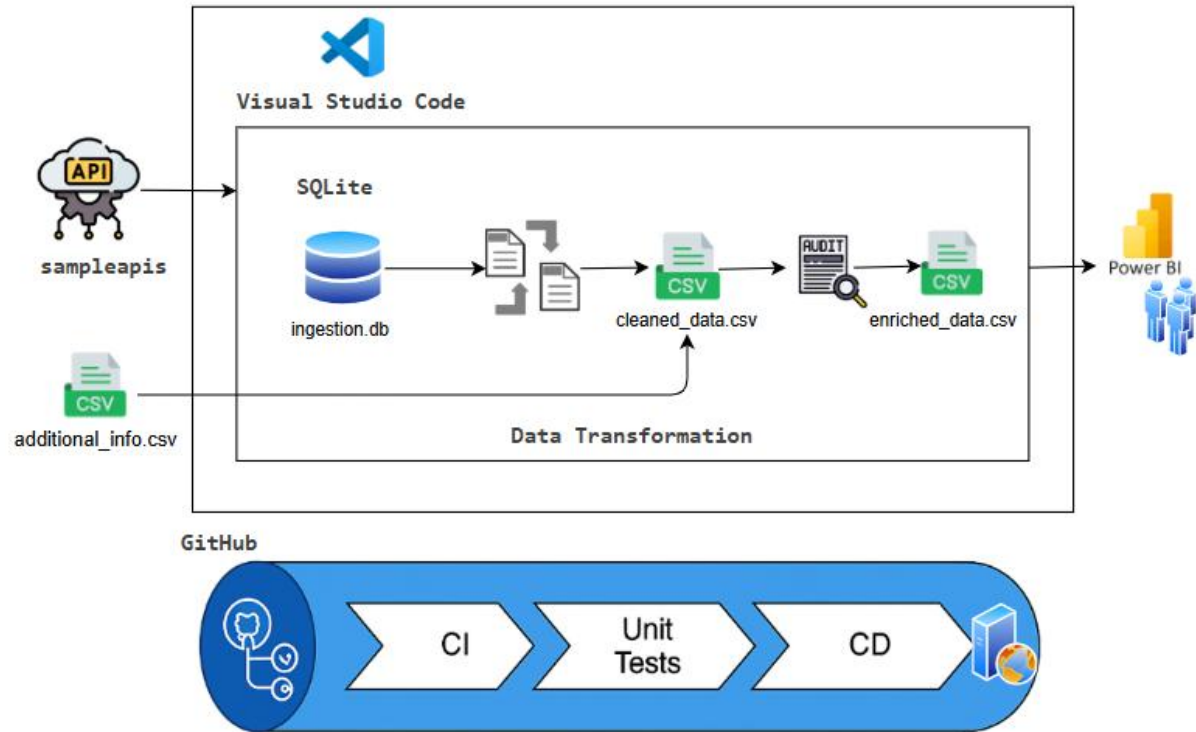 Visual Studio Code
API
sampleapis
SQLite
ingestion.db
CSV
cleaned_data.csv
AUDIT
CSV
enriched_data.csv
Power BI
CSV
additional_info.csv
Data Transformation
GitHub
CI
Unit
Tests
CD